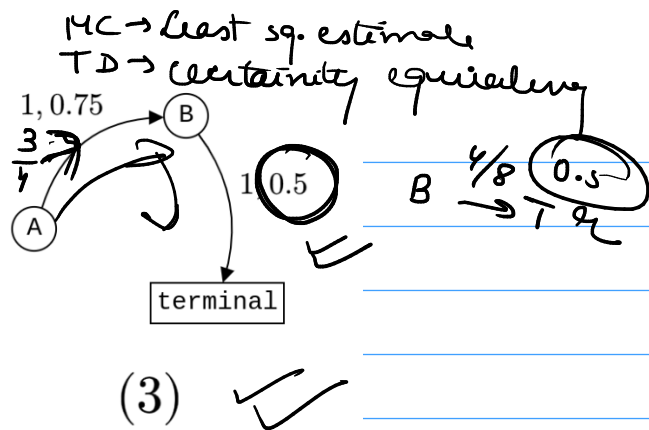 MC → Least sq. estimate
TD → certainity equivalence
1, 0.75
B
3/4
A
1, 0.5
B 4/8 → T 0.5
terminal
(3)